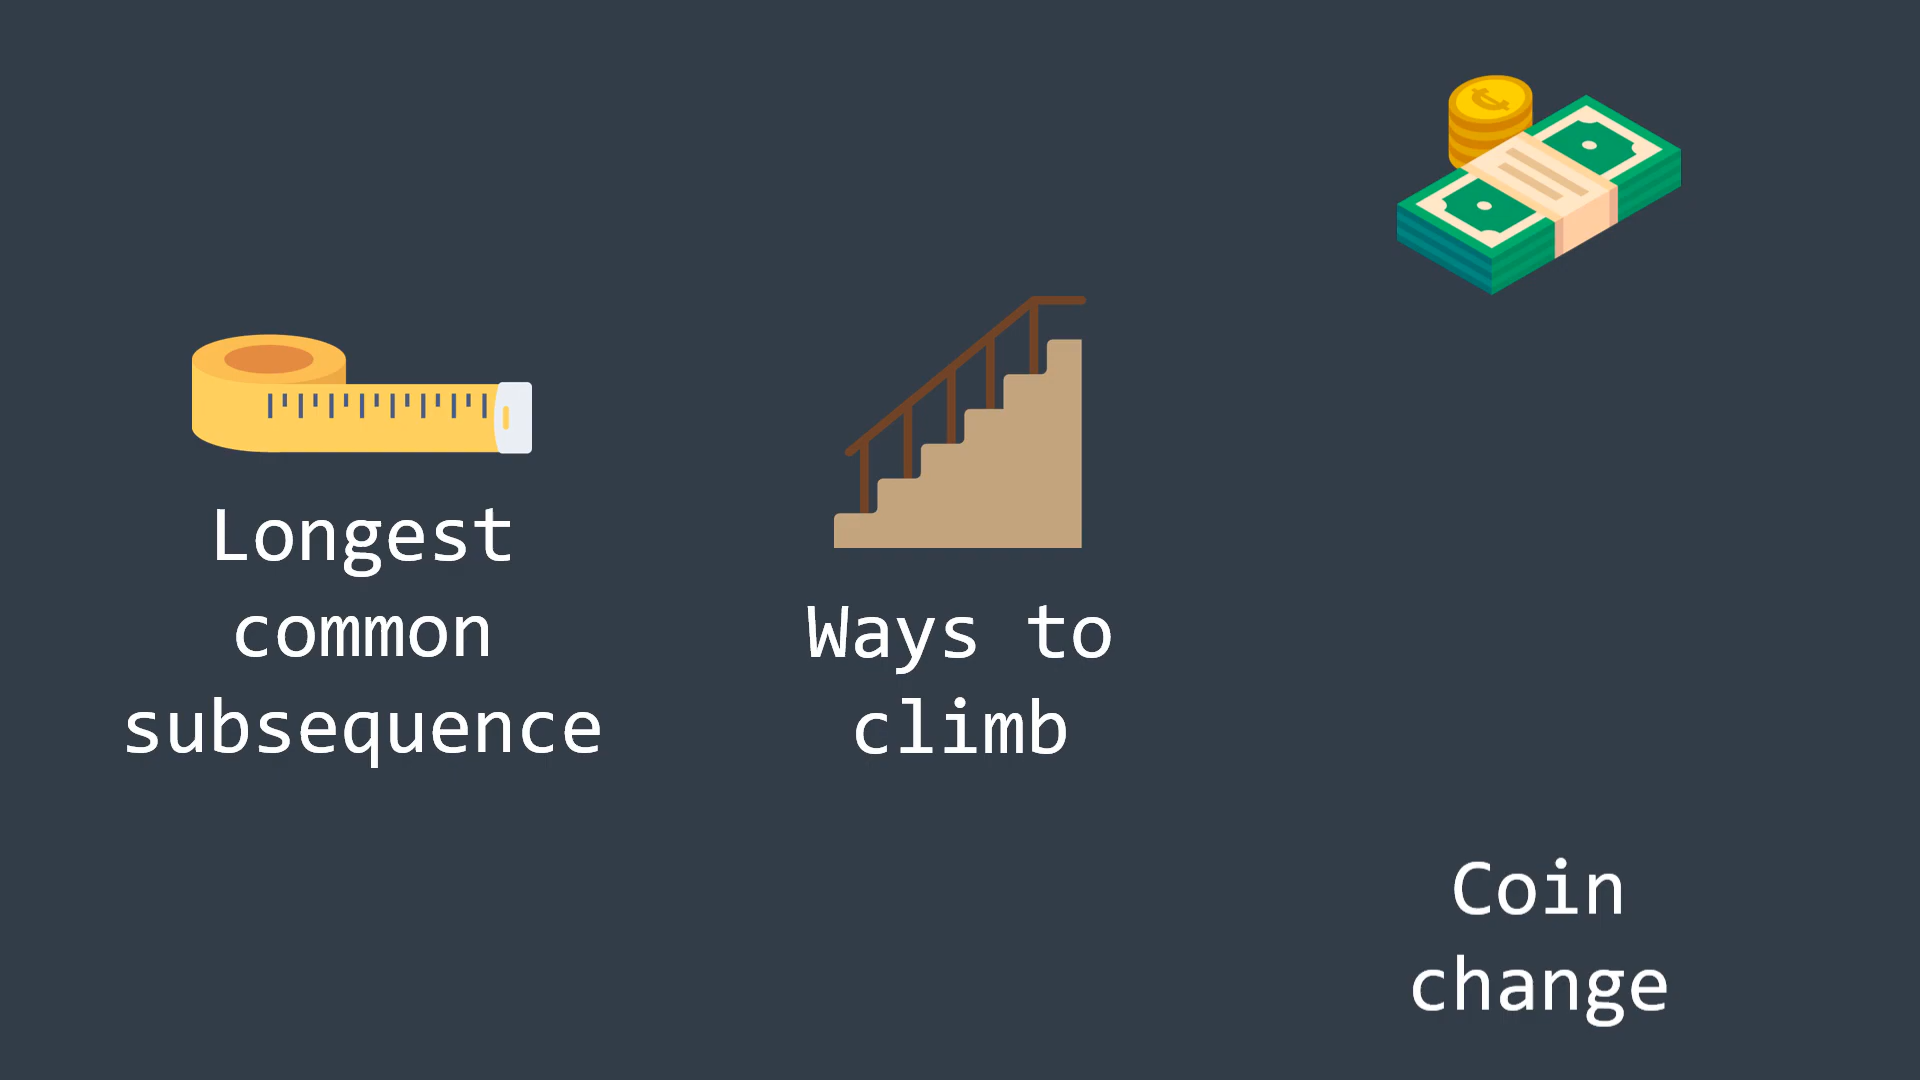 Longest
common
subsequence
Ways to
climb
Coin
change